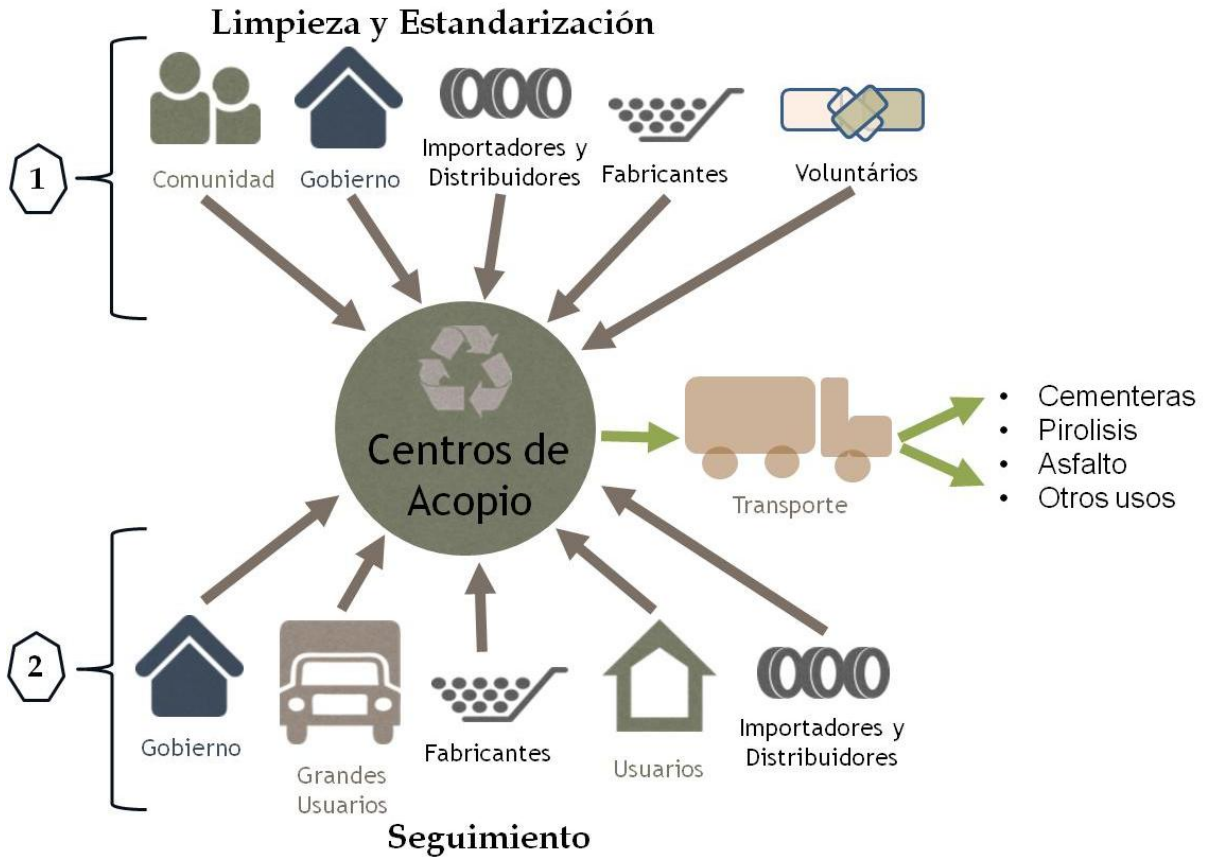 Limpieza y Estandarización
1
Comunidad
Gobierno
Importadores y
Distribuidores
Fabricantes
Voluntários
Centros de
Acopio
Transporte
• Cementeras
• Pirolisis
• Asfalto
• Otros usos
2
Gobierno
Grandes
Usuarios
Fabricantes
Usuarios
Importadores y
Distribuidores
Seguimiento